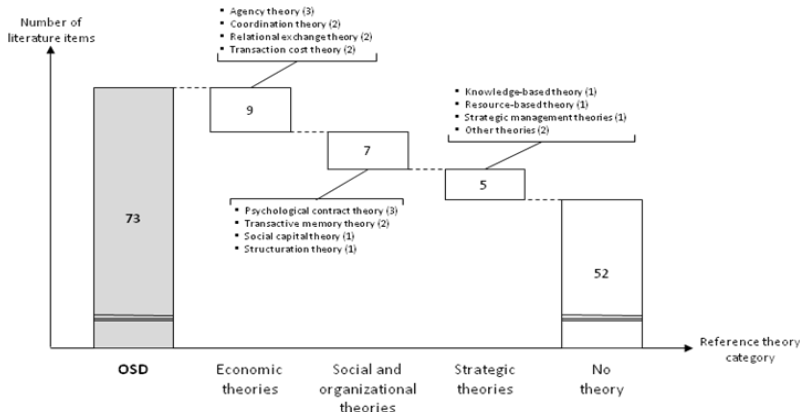 Number of
literature items
▪ Agency theory (3)
▪ Coordination theory (2)
▪ Relational exchange theory (2)
▪ Transaction cost theory (2)
9
▪ Knowledge-based theory (1)
▪ Resource-based theory (1)
▪ Strategic management theories (1)
▪ Other theories (2)
7
5
▪ Psychological contract theory (3)
▪ Transactive memory theory (2)
▪ Social capital theory (1)
▪ Structuration theory (1)
73
52
Reference theory
category
OSD
Economic
theories
Social and
organizational
theories
Strategic
theories
No
theory